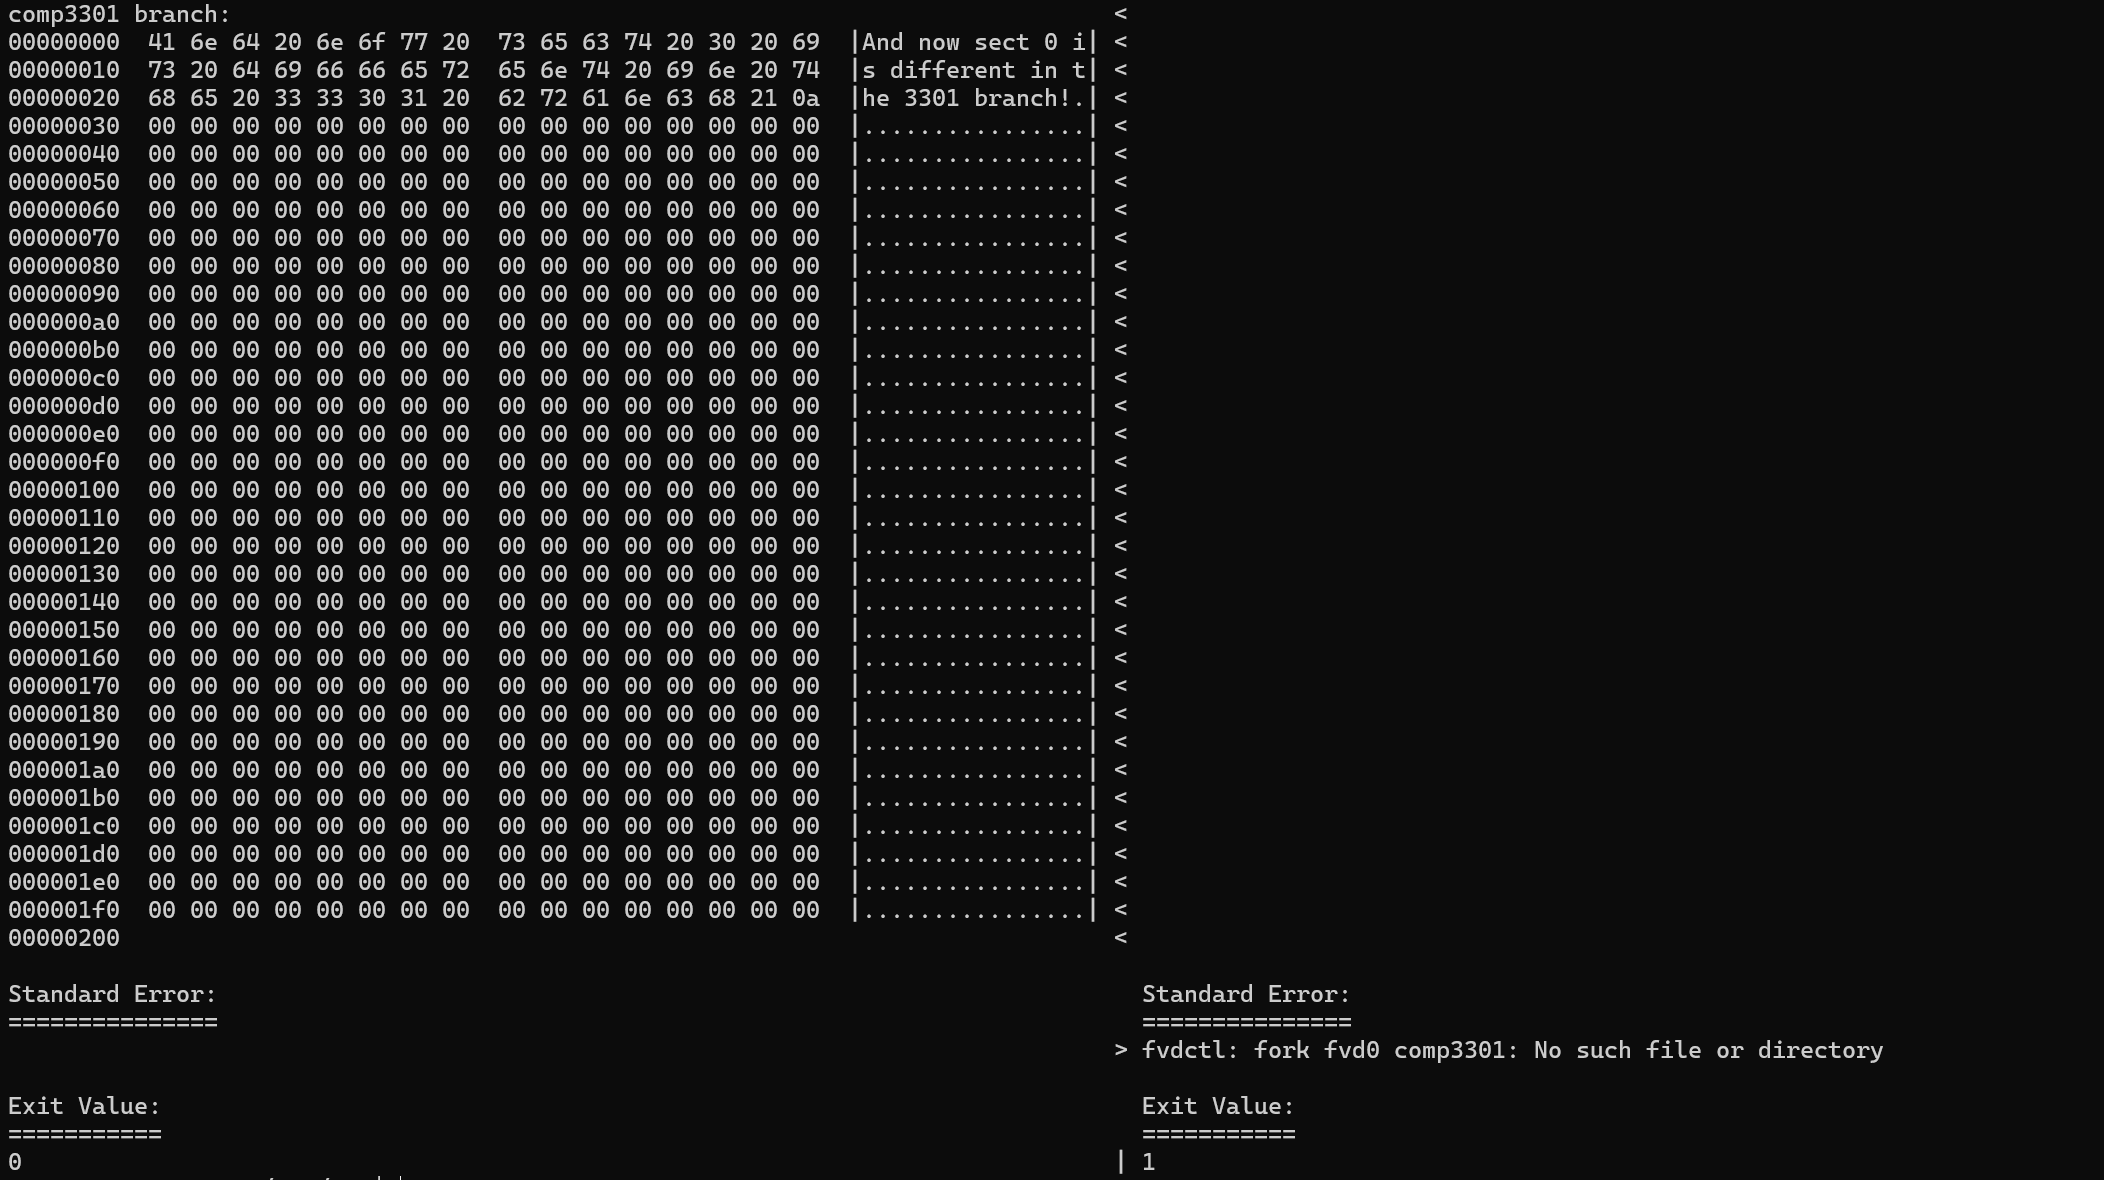 comp3301 branch: <
00000000  41 6e 64 20 6e 6f 77 20  73 65 63 74 20 30 20 69  |And now sect 0 i| <
00000010  73 20 64 69 66 66 65 72  65 6e 74 20 69 6e 20 74  |s different in t| <
00000020  68 65 20 33 33 30 31 20  62 72 61 6e 63 68 21 0a  |he 3301 branch!.| <
00000030  00 00 00 00 00 00 00 00  00 00 00 00 00 00 00 00  |................| <
00000040  00 00 00 00 00 00 00 00  00 00 00 00 00 00 00 00  |................| <
00000050  00 00 00 00 00 00 00 00  00 00 00 00 00 00 00 00  |................| <
00000060  00 00 00 00 00 00 00 00  00 00 00 00 00 00 00 00  |................| <
00000070  00 00 00 00 00 00 00 00  00 00 00 00 00 00 00 00  |................| <
00000080  00 00 00 00 00 00 00 00  00 00 00 00 00 00 00 00  |................| <
00000090  00 00 00 00 00 00 00 00  00 00 00 00 00 00 00 00  |................| <
000000a0  00 00 00 00 00 00 00 00  00 00 00 00 00 00 00 00  |................| <
000000b0  00 00 00 00 00 00 00 00  00 00 00 00 00 00 00 00  |................| <
000000c0  00 00 00 00 00 00 00 00  00 00 00 00 00 00 00 00  |................| <
000000d0  00 00 00 00 00 00 00 00  00 00 00 00 00 00 00 00  |................| <
000000e0  00 00 00 00 00 00 00 00  00 00 00 00 00 00 00 00  |................| <
000000f0  00 00 00 00 00 00 00 00  00 00 00 00 00 00 00 00  |................| <
00000100  00 00 00 00 00 00 00 00  00 00 00 00 00 00 00 00  |................| <
00000110  00 00 00 00 00 00 00 00  00 00 00 00 00 00 00 00  |................| <
00000120  00 00 00 00 00 00 00 00  00 00 00 00 00 00 00 00  |................| <
00000130  00 00 00 00 00 00 00 00  00 00 00 00 00 00 00 00  |................| <
00000140  00 00 00 00 00 00 00 00  00 00 00 00 00 00 00 00  |................| <
00000150  00 00 00 00 00 00 00 00  00 00 00 00 00 00 00 00  |................| <
00000160  00 00 00 00 00 00 00 00  00 00 00 00 00 00 00 00  |................| <
00000170  00 00 00 00 00 00 00 00  00 00 00 00 00 00 00 00  |................| <
00000180  00 00 00 00 00 00 00 00  00 00 00 00 00 00 00 00  |................| <
00000190  00 00 00 00 00 00 00 00  00 00 00 00 00 00 00 00  |................| <
000001a0  00 00 00 00 00 00 00 00  00 00 00 00 00 00 00 00  |................| <
000001b0  00 00 00 00 00 00 00 00  00 00 00 00 00 00 00 00  |................| <
000001c0  00 00 00 00 00 00 00 00  00 00 00 00 00 00 00 00  |................| <
000001d0  00 00 00 00 00 00 00 00  00 00 00 00 00 00 00 00  |................| <
000001e0  00 00 00 00 00 00 00 00  00 00 00 00 00 00 00 00  |................| <
000001f0  00 00 00 00 00 00 00 00  00 00 00 00 00 00 00 00  |................| <
00000200 <
Standard Error: Standard Error:
=============== ===============
> fvdctl: fork fvd0 comp3301: No such file or directory
Exit Value: Exit Value:
=========== ===========
0 | 1